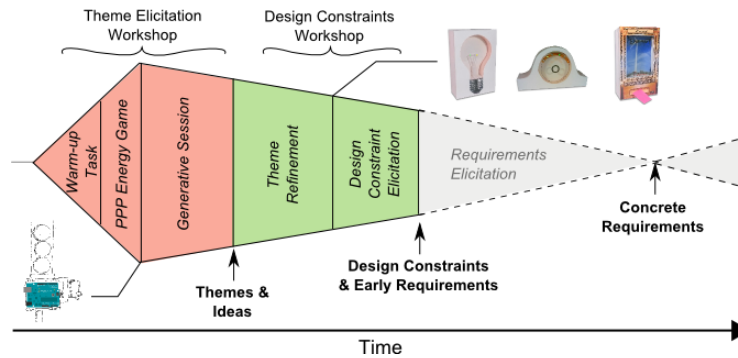 Theme Elicitation
Workshop
Design Constraints
Workshop
Warm-up
Task
PPP Energy Game
Generative Session
Theme
Refinement
Design
Constraint
Elicitation
Requirements
Elicitation
Concrete
Requirements
Themes &
Ideas
Design Constraints
& Early Requirements
Time